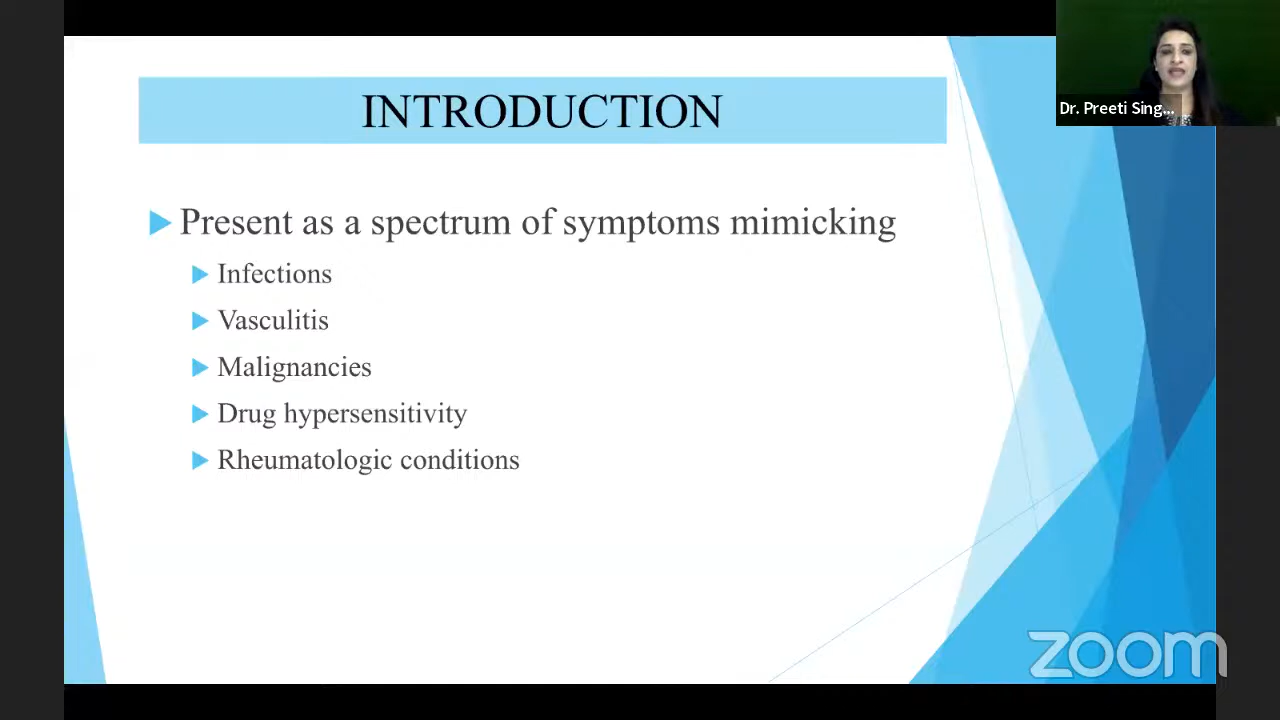 INTRODUCTION
Dr. Preeti Sing...
Present as a spectrum of symptoms mimicking
Infections
Vasculitis
Malignancies
Drug hypersensitivity
Rheumatologic conditions
zoom